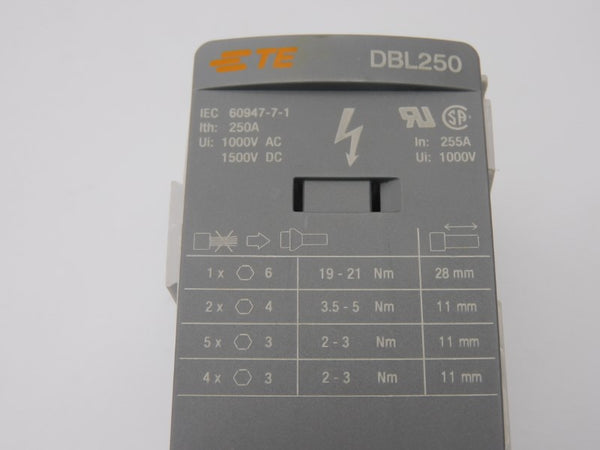 TE DBL250
IEC 60947-7-1
Ith: 250A
Ui: 1000V AC
1500V DC
RU SA
In: 255A
Ui: 1000V
1 x 6 19 - 21 Nm 28 mm
2 x 4 3.5 - 5 Nm 11 mm
5 x 3 2 - 3 Nm 11 mm
4 x 3 2 - 3 Nm 11 mm